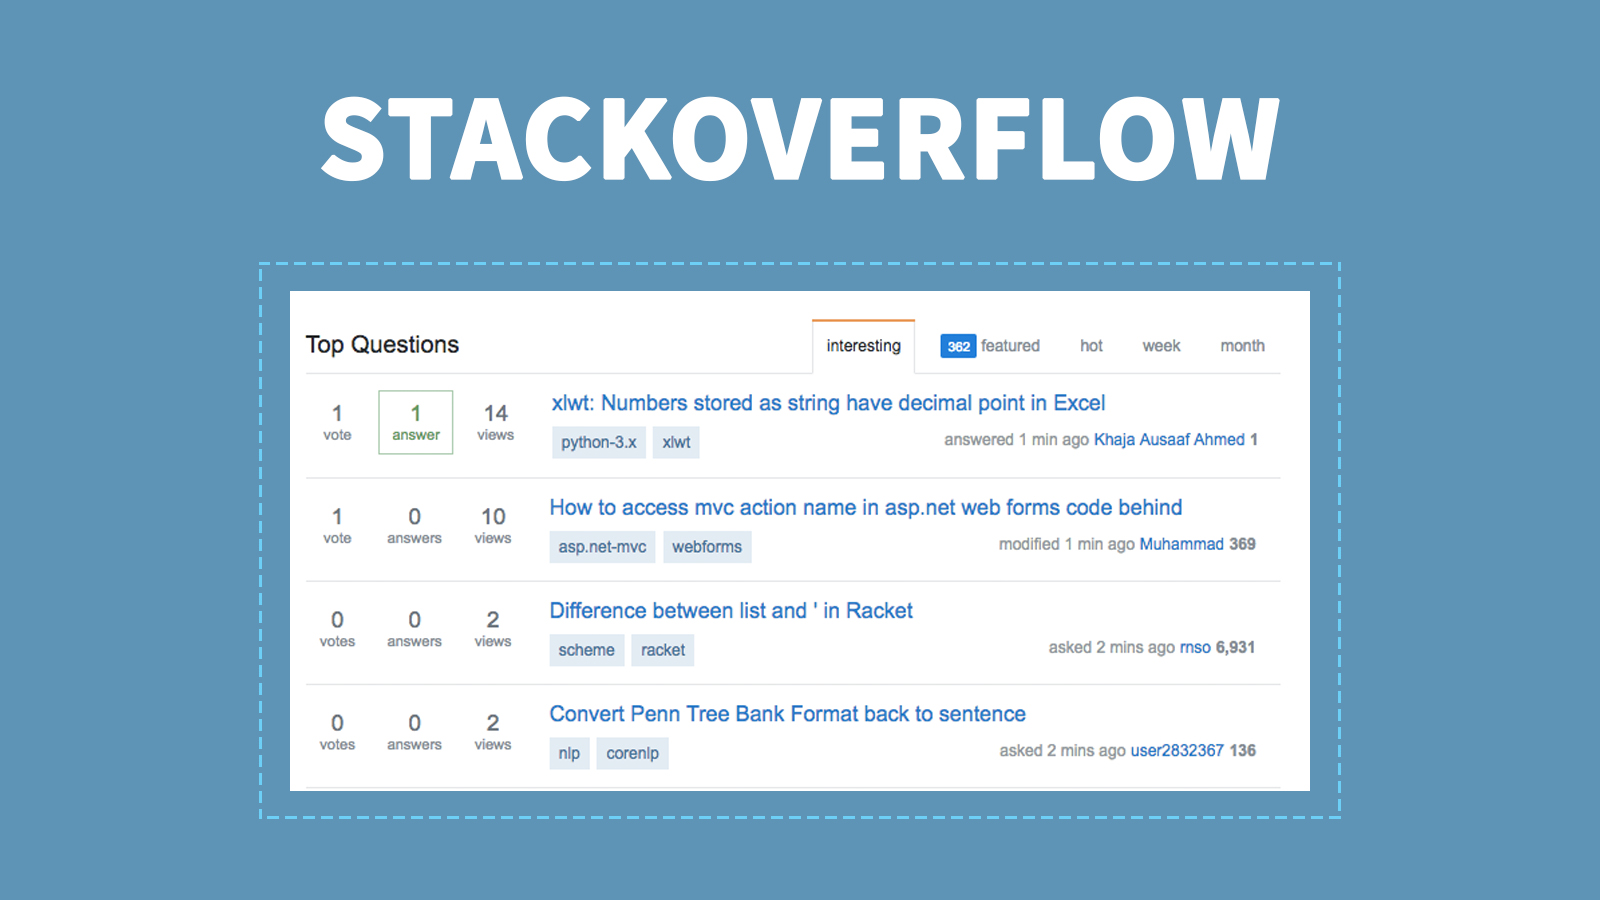 STACKOVERFLOW
Top Questions
interesting 362 featured hot week month
1 1 14 xlwt: Numbers stored as string have decimal point in Excel
vote answer views
python-3.x xlwt answered 1 min ago Khaja Ausaaf Ahmed 1
1 0 10 How to access mvc action name in asp.net web forms code behind
vote answers views
asp.net-mvc webforms modified 1 min ago Muhammad 369
0 0 2 Difference between list and ' in Racket
votes answers views
scheme racket asked 2 mins ago rnso 6,931
0 0 2 Convert Penn Tree Bank Format back to sentence
votes answers views
nlp corenlp asked 2 mins ago user2832367 136